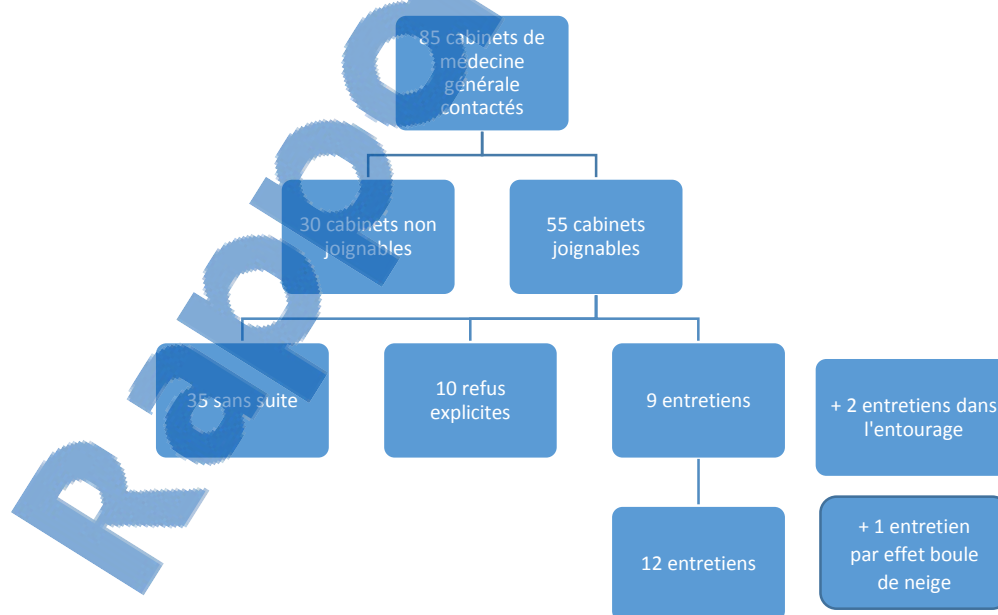 85 cabinets de
médecine
générale
contactés
30 cabinets non
joignables
55 cabinets
joignables
35 sans suite
10 refus
explicites
9 entretiens
+ 2 entretiens dans
l'entourage
12 entretiens
+ 1 entretien
par effet boule
de neige
Rappo